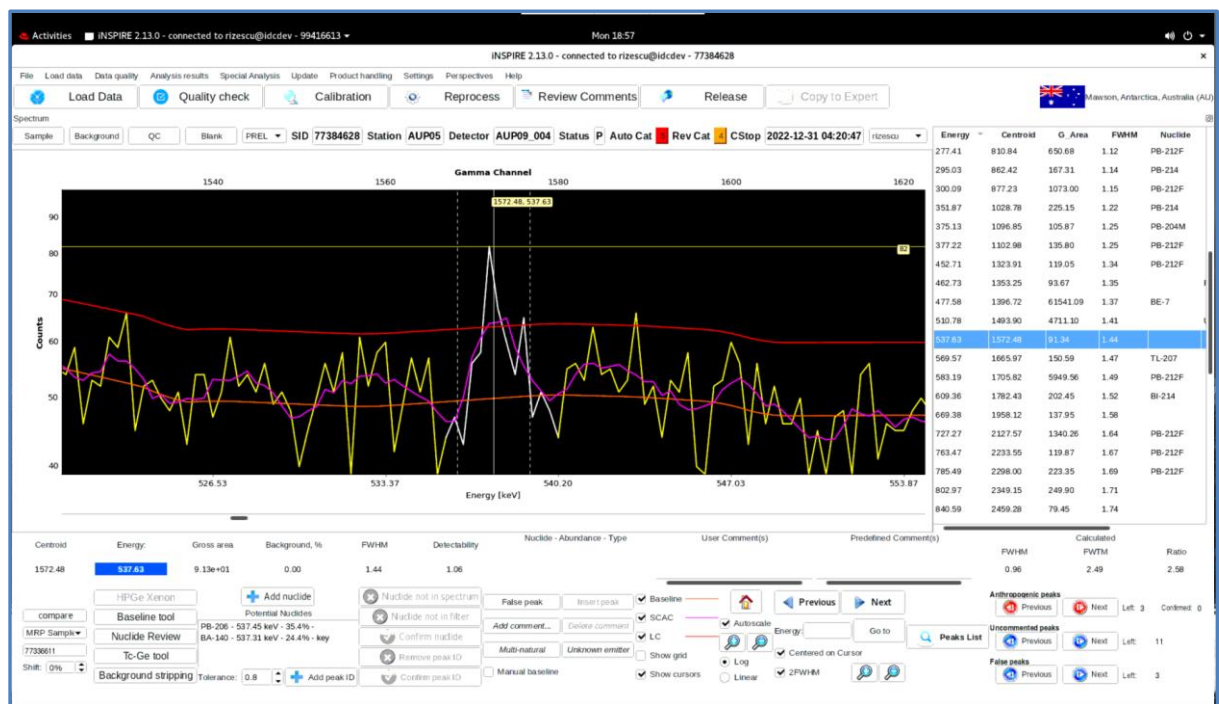 Activities iNSPIRE 2.13.0 - connected to rizescu@idcdev - 99416613 Mon 18:57
iNSPIRE 2.13.0 - connected to rizescu@idcdev - 77384628 ×
File Load data Data quality Analysis results Special Analysis Update Product handling Settings Perspectives Help
Load Data Quality check Calibration Reprocess Review Comments Release Copy to Expert Mawson, Antarctica, Australia (AU)
Spectrum
Sample Background QC Blank PREL SID 77384628 Station AUP05 Detector AUP09_004 Status P Auto Cat Rev Cat 4 CStop 2022-12-31 04:20:47 rizescu
Gamma Channel
1540 1560 1580 1600 1620
1572.48, 537.63
90
82
80
70
60
50
40
Counts
526.53 533.37 540.20 547.03 553.87
Energy [keV]
Energy Centroid G_Area FWHM Nuclide
277.41 810.84 650.68 1.12 PB-212F
295.03 862.42 167.31 1.14 PB-214
300.09 877.23 1073.00 1.15 PB-212F
351.87 1028.78 225.15 1.22 PB-214
375.13 1096.85 105.87 1.25 PB-204M
377.22 1102.98 135.80 1.25 PB-212F
452.71 1323.91 119.05 1.34 PB-212F
462.73 1353.25 93.67 1.35
477.58 1396.72 61541.09 1.37 BE-7
510.78 1493.90 4711.10 1.41
537.63 1572.48 91.34 1.44
569.57 1665.97 150.59 1.47 TL-207
583.19 1705.82 5949.56 1.49 PB-212F
609.36 1782.43 202.45 1.52 BI-214
669.38 1958.12 137.95 1.58
727.27 2127.57 1340.26 1.64 PB-212F
763.47 2233.55 119.87 1.67 PB-212F
785.49 2298.00 223.35 1.69 PB-212F
802.97 2349.15 249.90 1.71
840.59 2459.28 79.45 1.74
Centroid Energy: Gross area Background, % FWHM Detectability Nuclide - Abundance - Type User Comment(s) Predefined Comment(s) Calculated
FWHM FWTM Ratio
1572.48 537.63 9.13e+01 0.00 1.44 1.06 0.96 2.49 2.58
compare
MRP Sample
77336611
Shift: 0%
HPGe Xenon
Baseline tool
Nuclide Review
Tc-Ge tool
Background stripping
Add nuclide
Potential Nuclides
PB-206 - 537.45 keV - 35.4% -
BA-140 - 537.31 keV - 24.4% - key
Tolerance: 0.8 Add peak ID
Nuclide not in spectrum
Nuclide not in filter
Confirm nuclide
Remove peak ID
Confirm peak ID
False peak Insert peak
Add comment... Delete comment
Multi-natural Unknown emitter
Manual baseline
Baseline
SCAC
LC
Show grid
Show cursors
Autoscale
Log
Linear
Previous Next
Energy: Go to
Centered on Cursor
2FWHM
Peaks List
Anthropogenic peaks
Previous Next Left: 3 Confirmed: 0
Uncommented peaks
Previous Next Left: 11
False peaks
Previous Next Left: 3